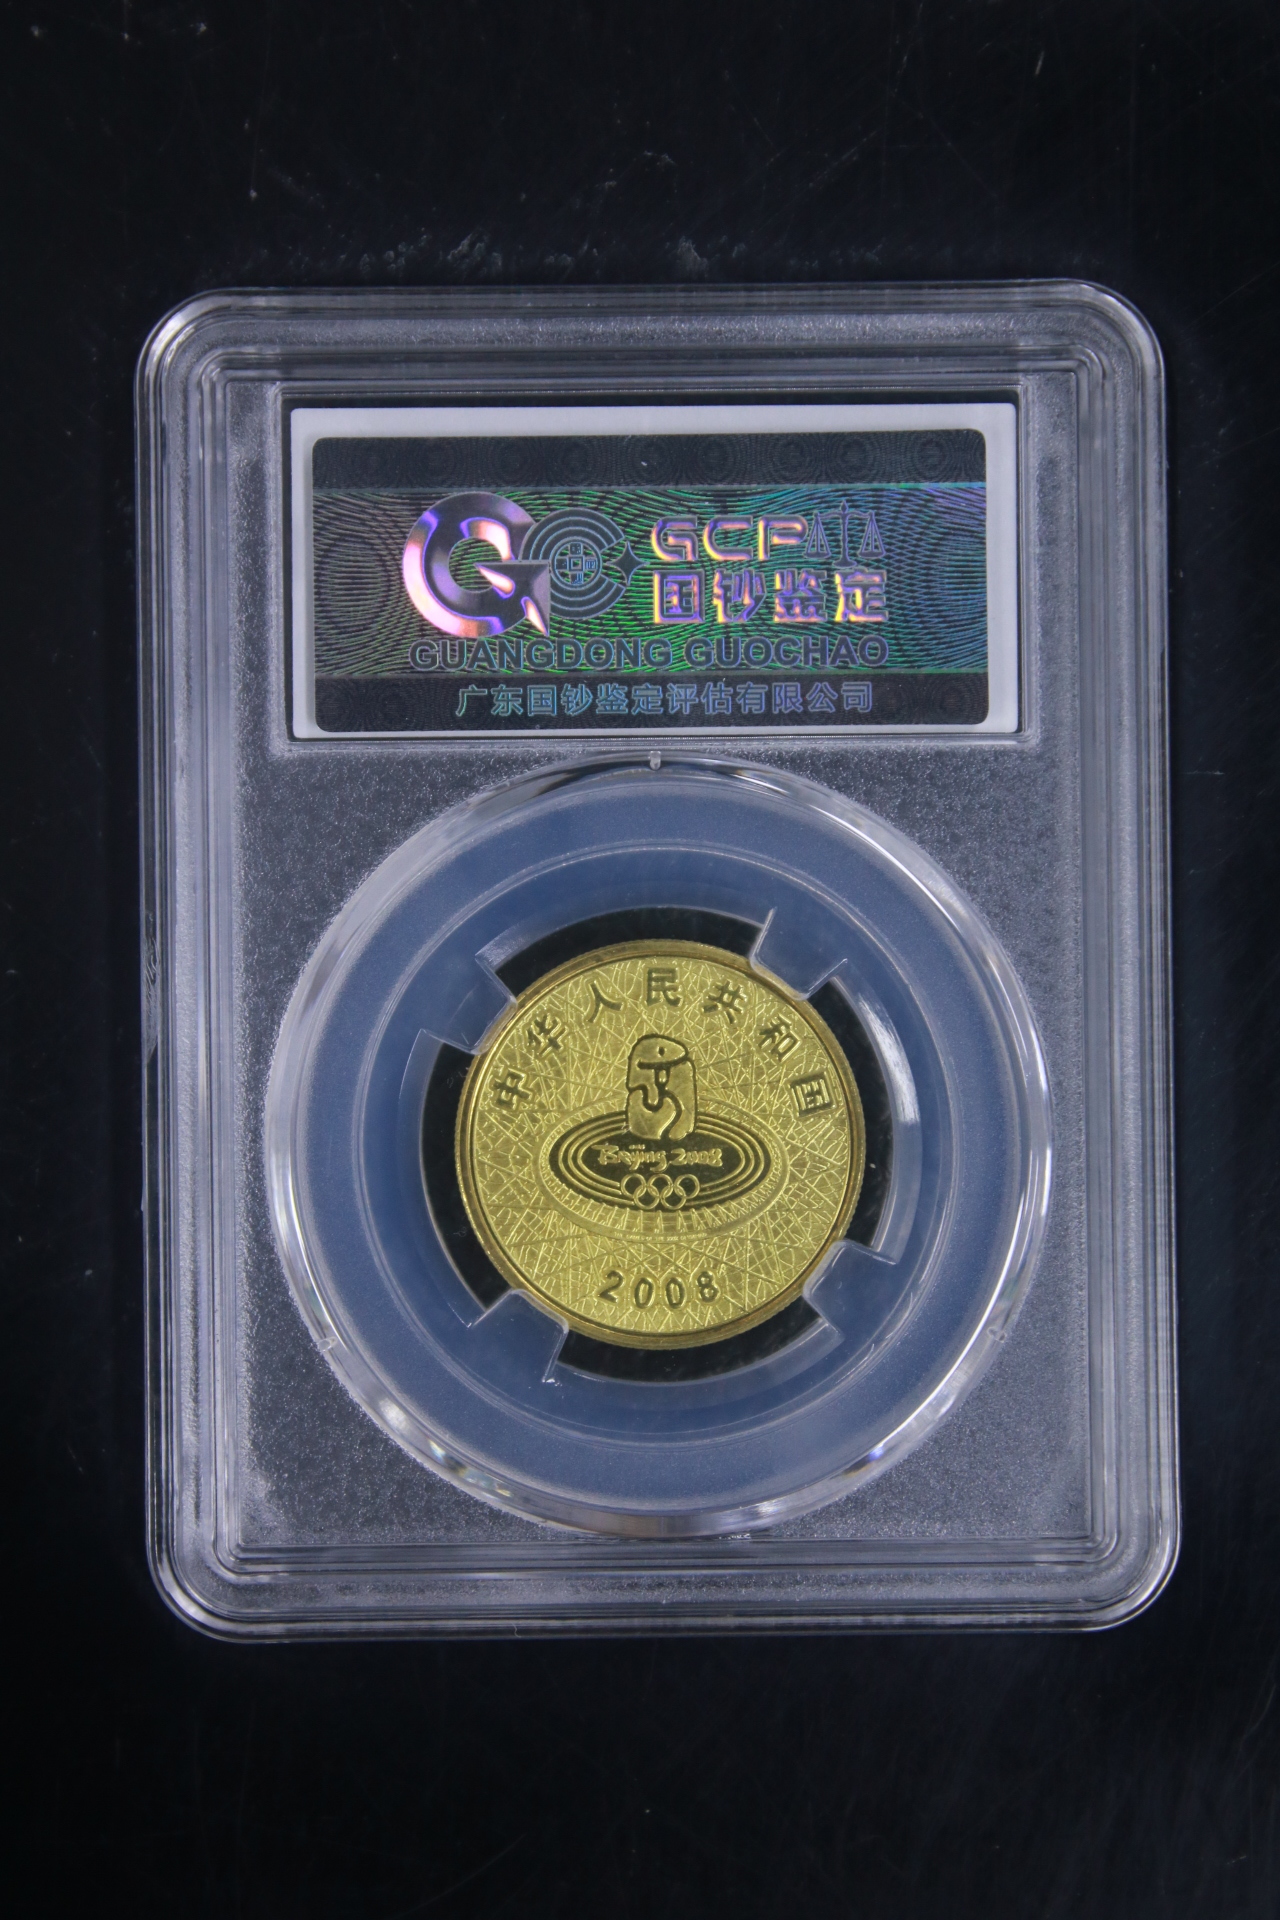 GCP
国钞鉴定
GUANGDONG GUOCHAO
广东国钞鉴定评估有限公司
中华人民共和国
Beijing 2008
2008